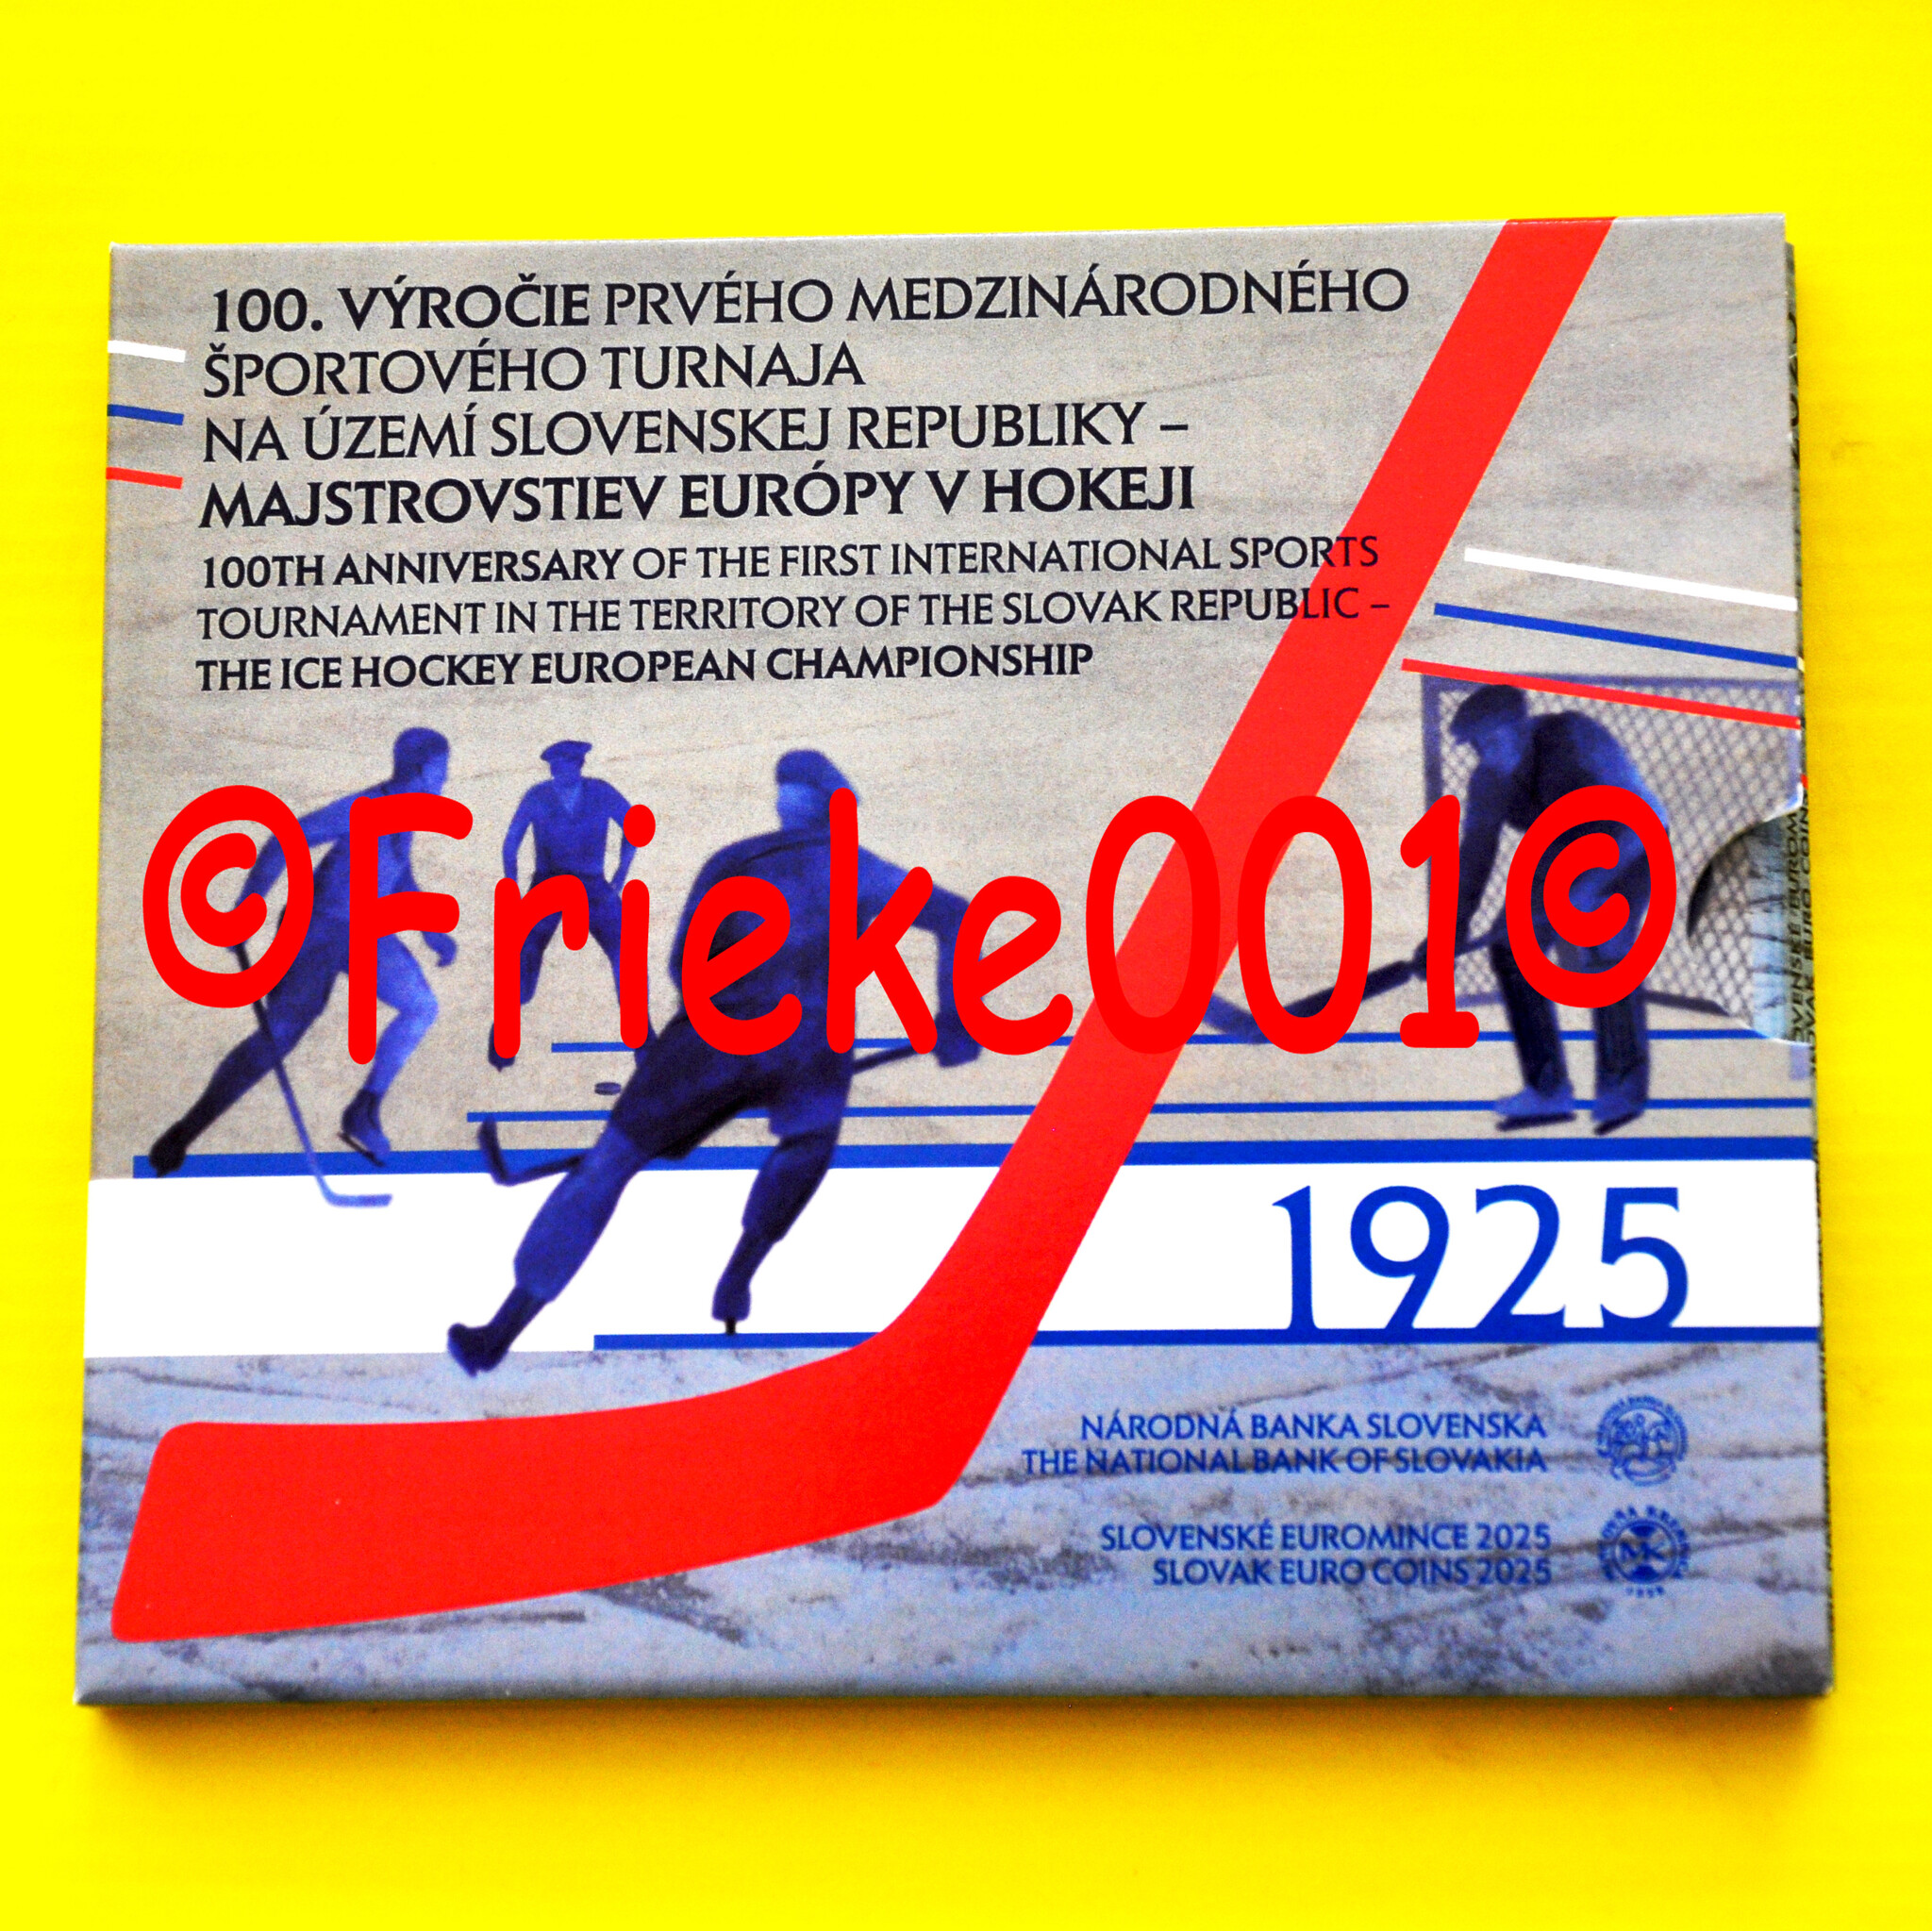 100. VÝROČIE PRVÉHO MEDZINÁRODNÉHO
ŠPORTOVÉHO TURNAJA
NA ÚZEMÍ SLOVENSKEJ REPUBLIKY –
MAJSTROVSTIEV EURÓPY V HOKEJI
100TH ANNIVERSARY OF THE FIRST INTERNATIONAL SPORTS
TOURNAMENT IN THE TERRITORY OF THE SLOVAK REPUBLIC –
THE ICE HOCKEY EUROPEAN CHAMPIONSHIP
©Frieke001©
1925
NÁRODNÁ BANKA SLOVENSKA
THE NATIONAL BANK OF SLOVAKIA
SLOVENSKÉ EUROMINCE 2025
SLOVAK EURO COINS 2025
MK